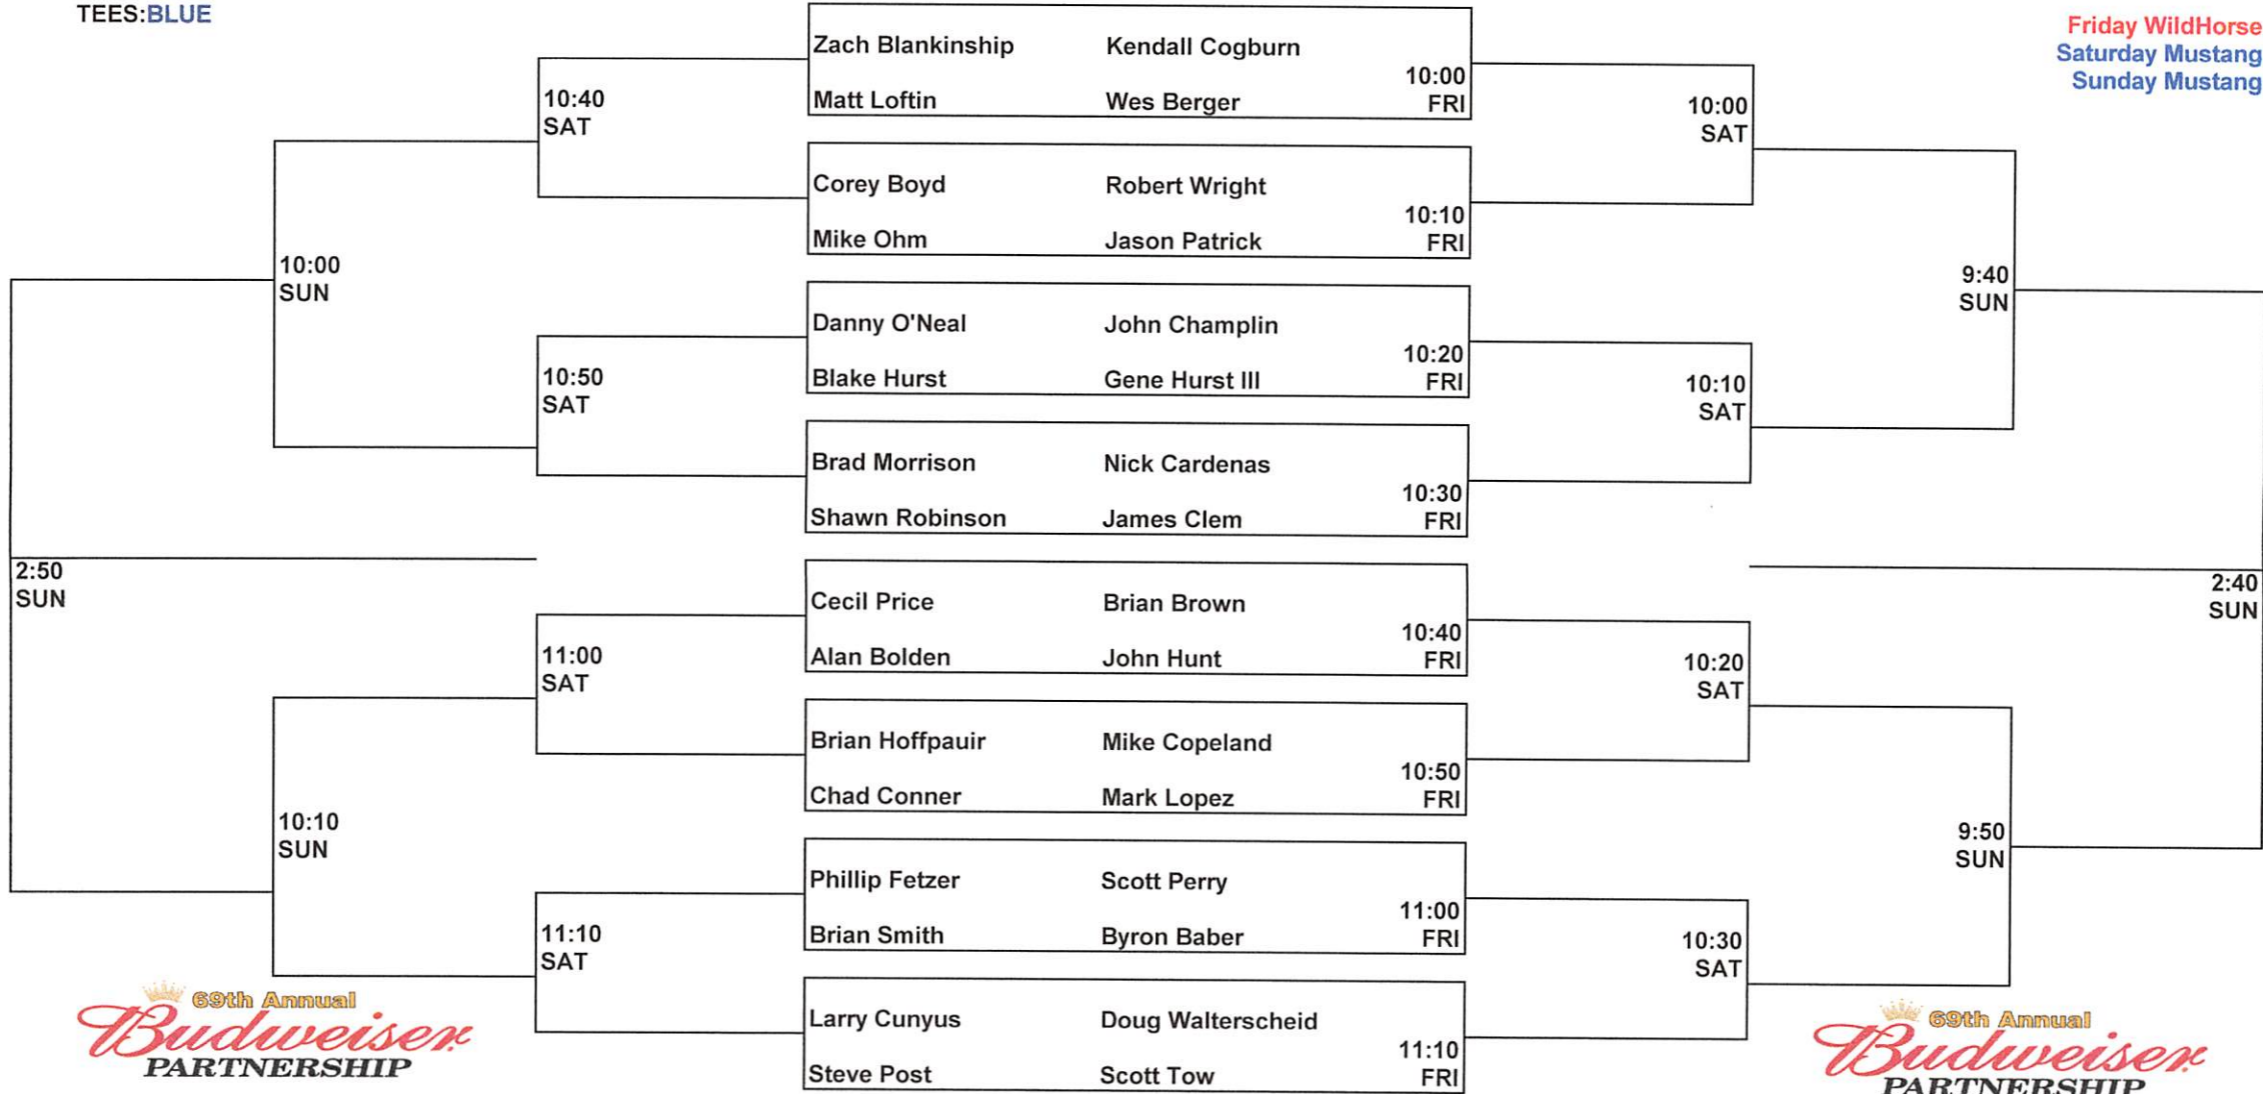 TEES:BLUE
Friday WildHorse
Saturday Mustang
Sunday Mustang
Zach Blankinship Kendall Cogburn
10:00
Matt Loftin Wes Berger FRI
10:40
SAT
10:00
SAT
Corey Boyd Robert Wright
10:10
Mike Ohm Jason Patrick FRI
10:00
SUN
9:40
SUN
Danny O'Neal John Champlin
10:20
Blake Hurst Gene Hurst III FRI
10:50
SAT
10:10
SAT
Brad Morrison Nick Cardenas
10:30
Shawn Robinson James Clem FRI
2:50
SUN
2:40
SUN
Cecil Price Brian Brown
10:40
Alan Bolden John Hunt FRI
11:00
SAT
10:20
SAT
Brian Hoffpauir Mike Copeland
10:50
Chad Conner Mark Lopez FRI
10:10
SUN
9:50
SUN
Phillip Fetzer Scott Perry
11:00
Brian Smith Byron Baber FRI
11:10
SAT
10:30
SAT
Larry Cunyus Doug Walterscheid
11:10
Steve Post Scott Tow FRI
69th Annual
Budweiser
PARTNERSHIP
69th Annual
Budweiser
PARTNERSHIP